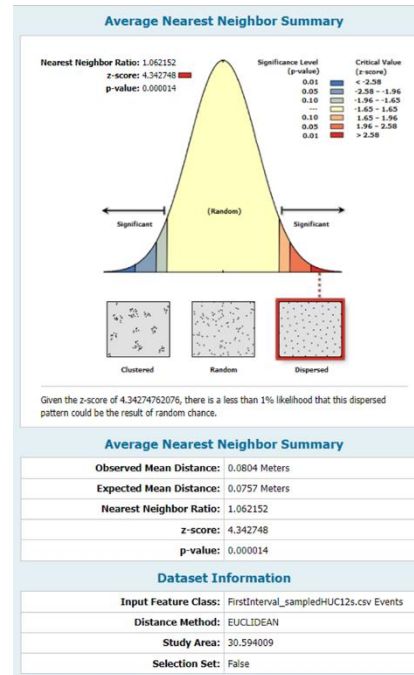 Average Nearest Neighbor Summary
Nearest Neighbor Ratio: 1.062152
z-score: 4.342748
p-value: 0.000014
Significance Level (p-value) Critical Value (z-score)
0.01 < -2.58
0.05 -2.58 – -1.96
0.10 -1.96 – -1.65
--- -1.65 – 1.65
0.10 1.65 – 1.96
0.05 1.96 – 2.58
0.01 > 2.58
Significant (Random) Significant
Clustered Random Dispersed
Given the z-score of 4.34274762076, there is a less than 1% likelihood that this dispersed
pattern could be the result of random chance.
Average Nearest Neighbor Summary
Observed Mean Distance: 0.0804 Meters
Expected Mean Distance: 0.0757 Meters
Nearest Neighbor Ratio: 1.062152
z-score: 4.342748
p-value: 0.000014
Dataset Information
Input Feature Class: FirstInterval_sampledHUC12s.csv Events
Distance Method: EUCLIDEAN
Study Area: 30.594009
Selection Set: False